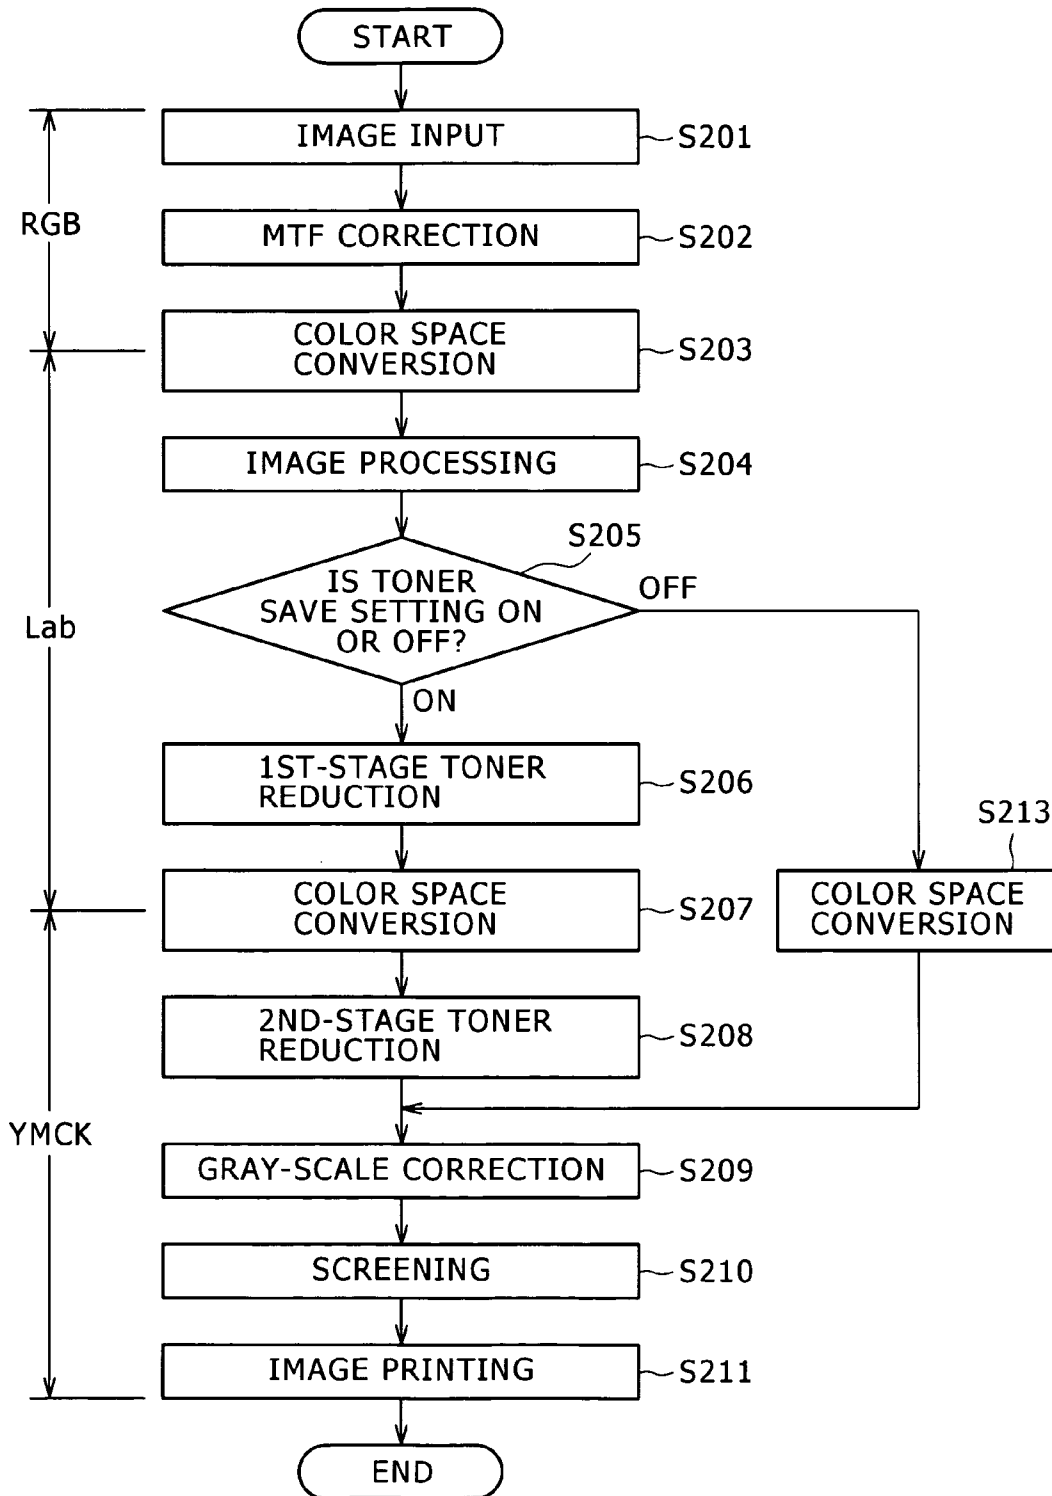 START
IMAGE INPUT
S201
RGB
MTF CORRECTION
S202
COLOR SPACE
CONVERSION
S203
IMAGE PROCESSING
S204
S205
IS TONER
SAVE SETTING ON
OR OFF?
OFF
Lab
ON
1ST-STAGE TONER
REDUCTION
S206
S213
COLOR SPACE
CONVERSION
S207
COLOR SPACE
CONVERSION
2ND-STAGE TONER
REDUCTION
S208
YMCK
GRAY-SCALE CORRECTION
S209
SCREENING
S210
IMAGE PRINTING
S211
END